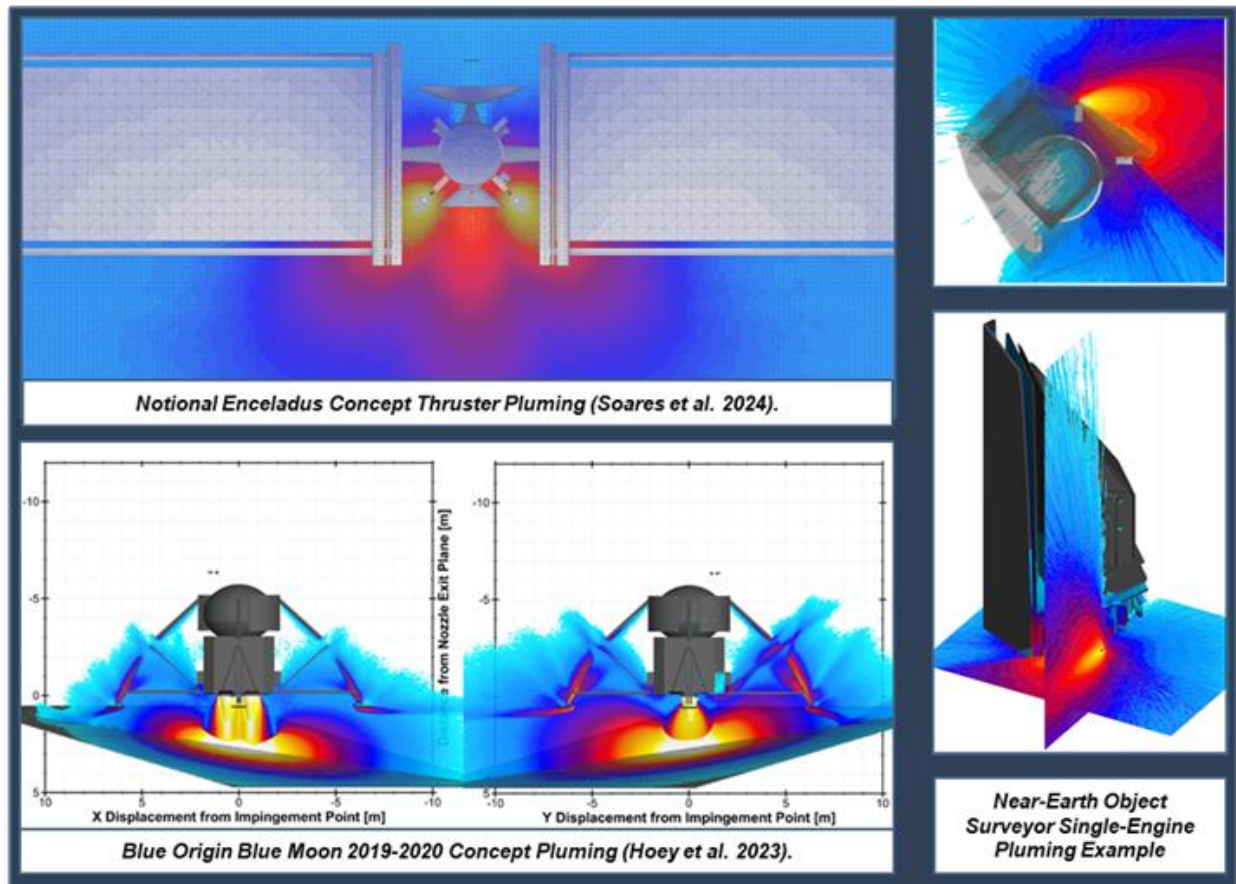 Notional Enceladus Concept Thruster Pluming (Soares et al. 2024).
-10
-5
0
5
10 5 0 -5 -10
X Displacement from Impingement Point [m]
from Nozzle Exit Plane [m]
-10
-5
5
-10 -5 0 5 10
Y Displacement from Impingement Point [m]
Blue Origin Blue Moon 2019-2020 Concept Pluming (Hoey et al. 2023).
Near-Earth Object
Surveyor Single-Engine
Pluming Example